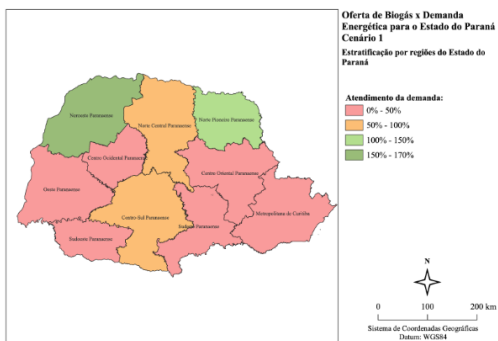 Oferta de Biogás x Demanda
Energética para o Estado do Paraná
Cenário 1
Estratificação por regiões do Estado do
Paraná
Atendimento da demanda:
0% - 50%
50% - 100%
100% - 150%
150% - 170%
Noroeste Paranaense
Norte Central Paranaense
Norte Pioneiro Paranaense
Centro Ocidental Paranaense
Centro Oriental Paranaense
Oeste Paranaense
Centro-Sul Paranaense
Sudeste Paranaense
Metropolitana de Curitiba
Sudoeste Paranaense
N
0 100 200 km
Sistema de Coordenadas Geográficas
Datum: WGS84